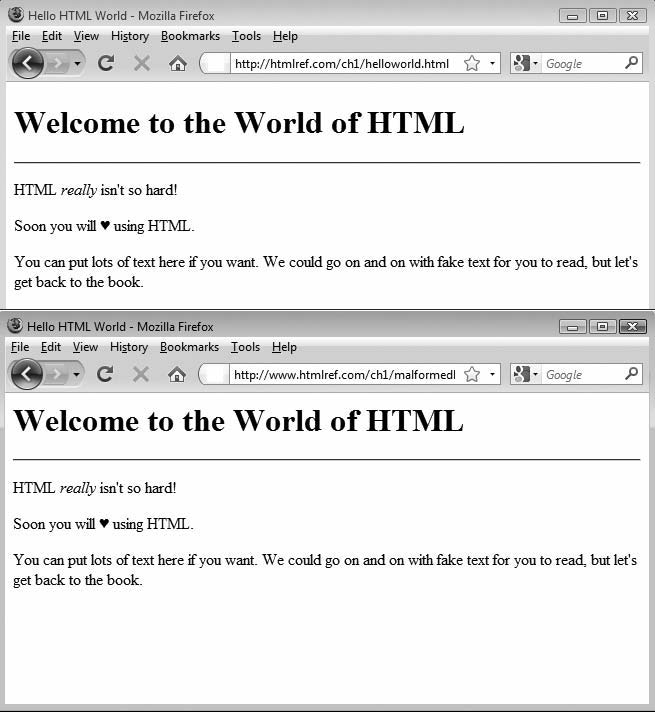 Hello HTML World - Mozilla Firefox
File Edit View History Bookmarks Tools Help
http://htmlref.com/ch1/helloworld.html Google
Welcome to the World of HTML
HTML really isn't so hard!
Soon you will ♥ using HTML.
You can put lots of text here if you want. We could go on and on with fake text for you to read, but let's
get back to the book.
Hello HTML World - Mozilla Firefox
File Edit View History Bookmarks Tools Help
http://www.htmlref.com/ch1/malformedl Google
Welcome to the World of HTML
HTML really isn't so hard!
Soon you will ♥ using HTML.
You can put lots of text here if you want. We could go on and on with fake text for you to read, but let's
get back to the book.